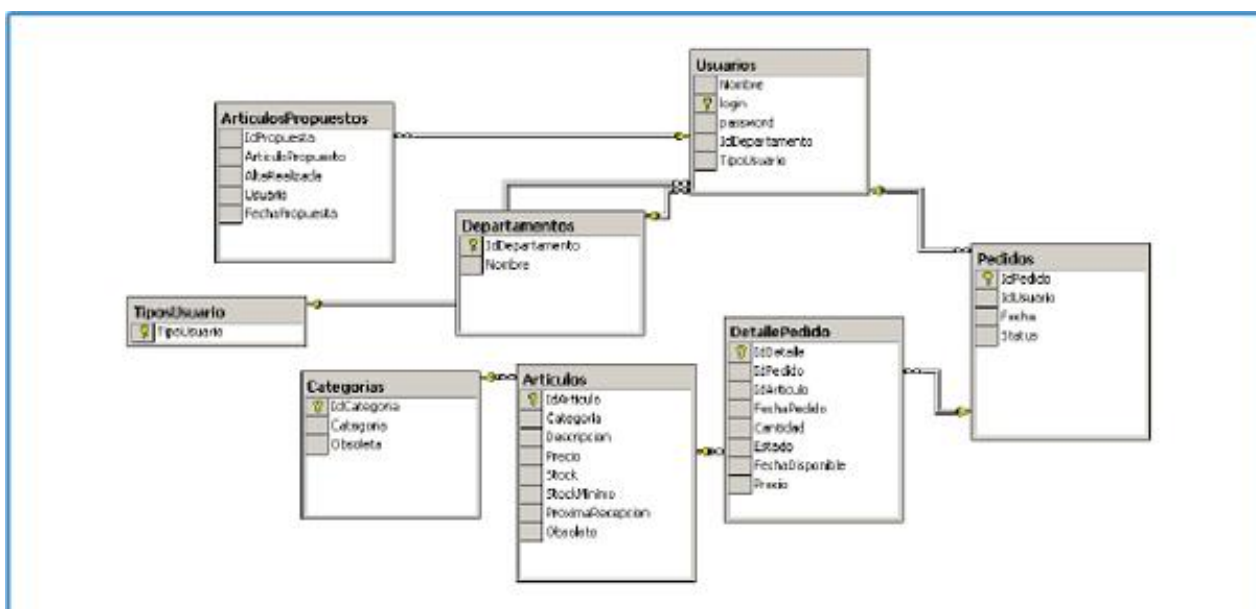 Usuarios
Nombre
login
password
IdDepartamento
TipoUsuario
ArticulosPropuestos
IdPropuesta
ArticuloPropuesto
AltaRealizada
Usuario
FechaPropuesta
Departamentos
IdDepartamento
Nombre
Pedidos
IdPedido
IdUsuario
Fecha
Status
TiposUsuario
TipoUsuario
DetallePedido
IdDetalle
IdPedido
IdArticulo
FechaPedido
Cantidad
Estado
FechaDisponible
Precio
Categorias
IdCategoria
Categoria
Obsoleta
Articulos
IdArticulo
Categoria
Descripcion
Precio
Stock
StockMinimo
ProximaRecepcion
Obsoleto